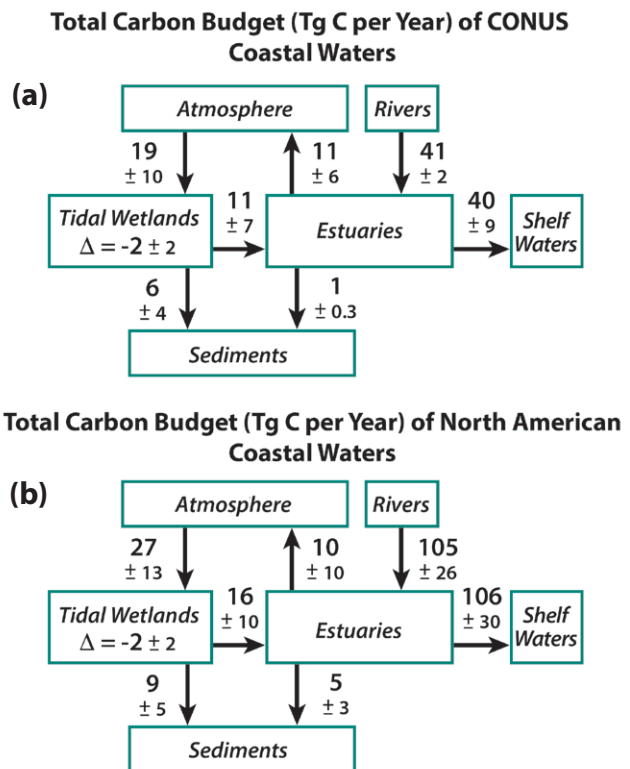 Total Carbon Budget (Tg C per Year) of CONUS
Coastal Waters
(a)
Atmosphere
Rivers
19
± 10
11
± 6
41
± 2
Tidal Wetlands
Δ = -2 ± 2
11
± 7
Estuaries
40
± 9
Shelf
Waters
6
± 4
1
± 0.3
Sediments
Total Carbon Budget (Tg C per Year) of North American
Coastal Waters
(b)
Atmosphere
Rivers
27
± 13
10
± 10
105
± 26
Tidal Wetlands
Δ = -2 ± 2
16
± 10
Estuaries
106
± 30
Shelf
Waters
9
± 5
5
± 3
Sediments